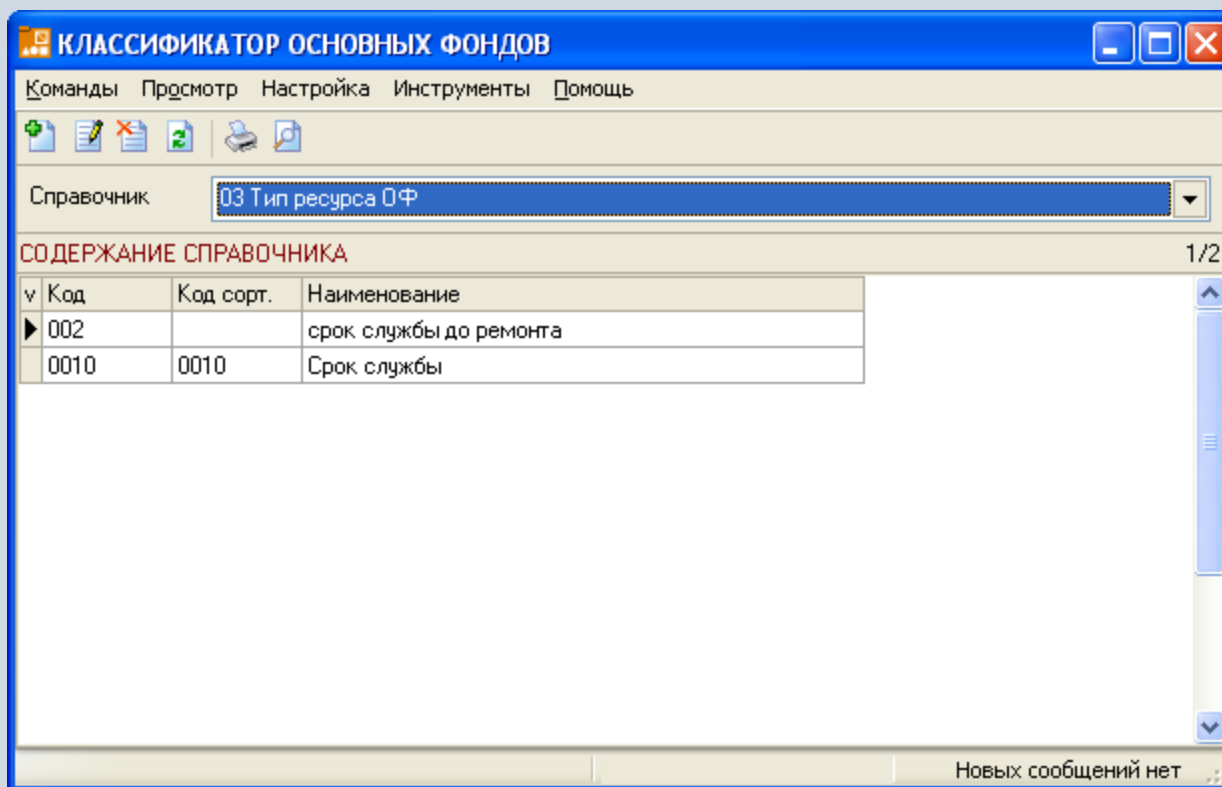 КЛАССИФИКАТОР ОСНОВНЫХ ФОНДОВ
Команды Просмотр Настройка Инструменты Помощь
Справочник 03 Тип ресурса ОФ
СОДЕРЖАНИЕ СПРАВОЧНИКА 1/2
v Код Код сорт. Наименование
002 срок службы до ремонта
0010 0010 Срок службы
Новых сообщений нет